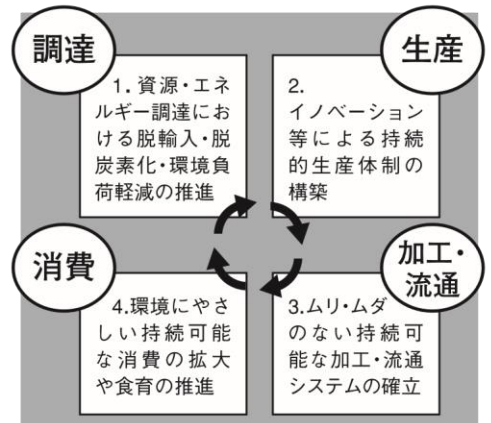 調達
1.資源・エネ
ルギー調達にお
ける脱輸入・脱
炭素化・環境負
荷軽減の推進
生産
2.
イノベーション
等による持続
的生産体制の
構築
加工・
流通
3.ムリ・ムダ
のない持続可
能な加工・流通
システムの確立
消費
4.環境にやさ
しい持続可能
な消費の拡大
や食育の推進